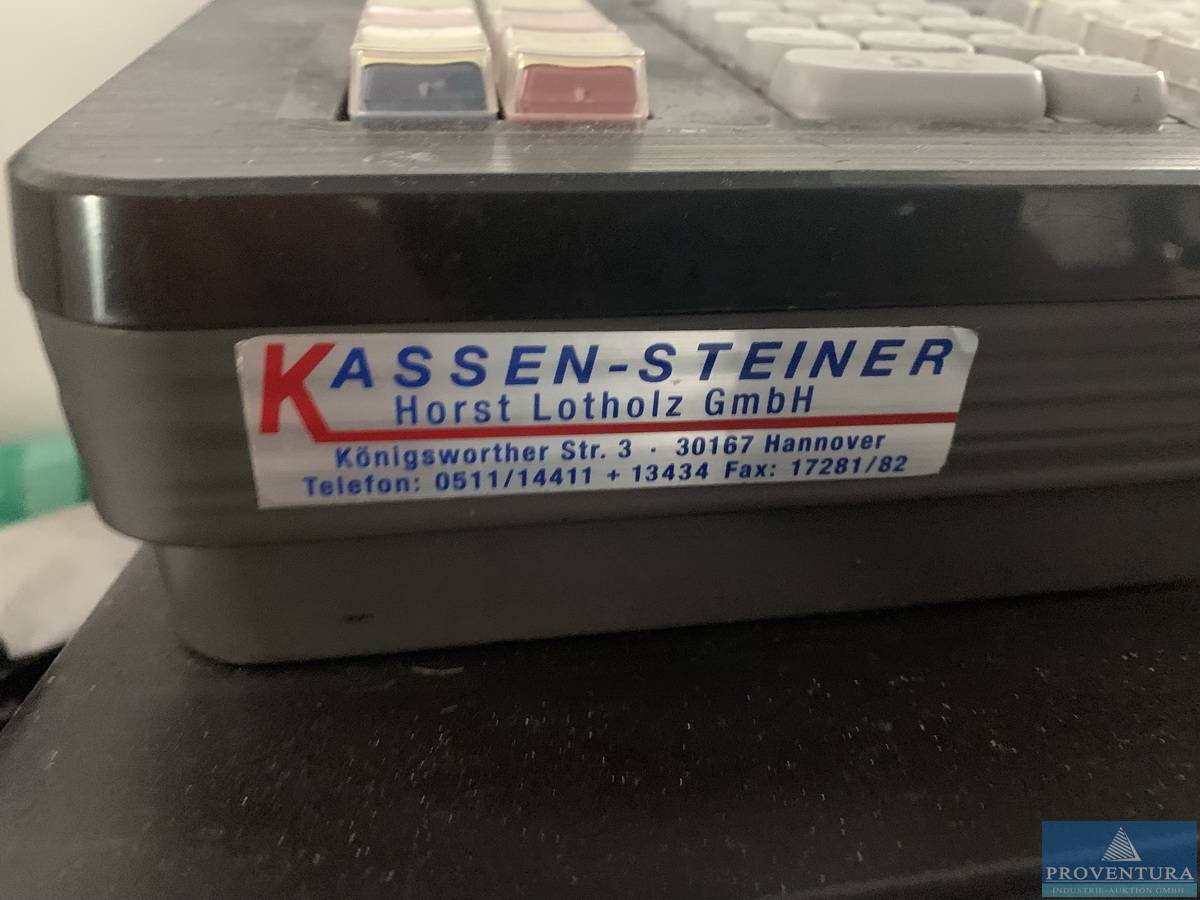 KASSEN-STEINER
Horst Lotholz GmbH
Königsworther Str. 3 · 30167 Hannover
Telefon: 0511/14411 + 13434 Fax: 17281/82
PROVENTURA
INDUSTRIE-AUKTION GMBH